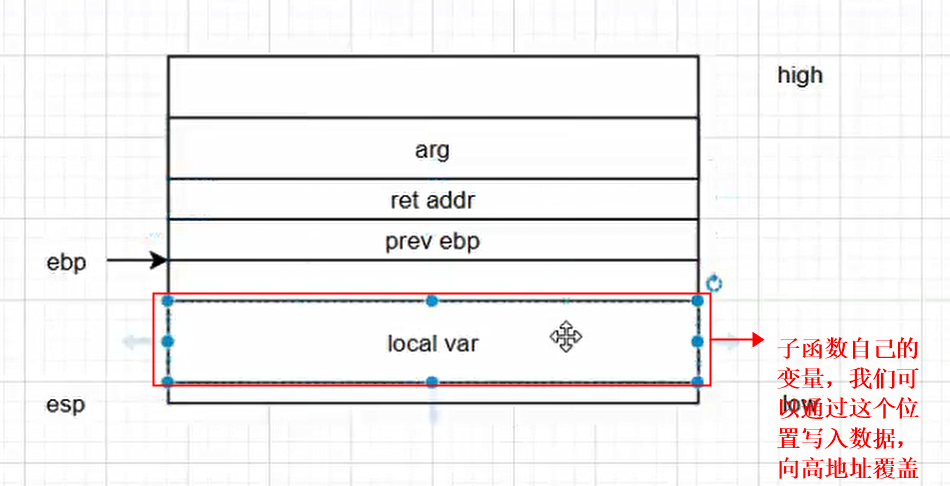 high
arg
ret addr
prev ebp
ebp
local var
esp
low
子函数自己的
变量，我们可
以通过这个位
置写入数据，
向高地址覆盖